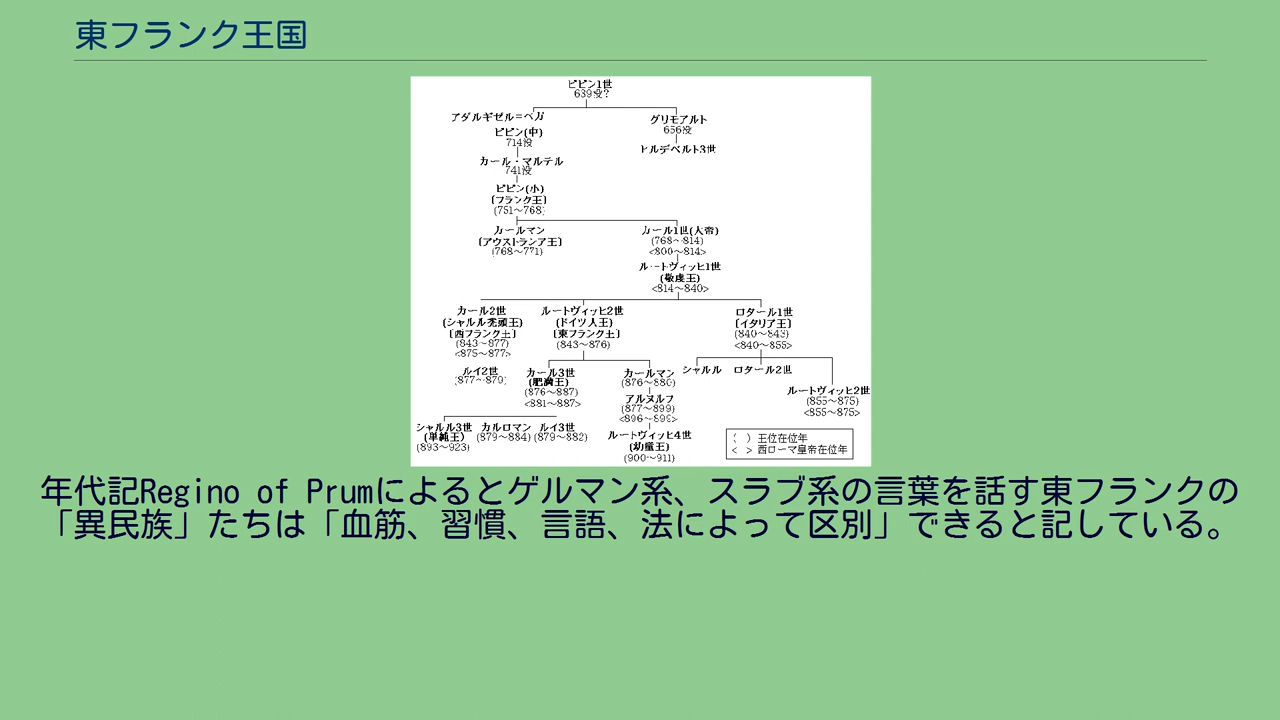 東フランク王国
ピピン1世
639没?
アダルギゼル=ベガ
グリモアルト
656没
ピピン(中)
714没
ヒルデベルト3世
カール・マルテル
741没
ピピン(小)
[フランク王]
(751~768)
カールマン
[アウストラシア王]
(768~771)
カール1世(大帝)
(768~814)
<800~814>
ルートヴィッヒ1世
(敬虔王)
<814~840>
カール2世
(シャルル禿頭王)
[西フランク王]
(843~877)
<875~877>
ルートヴィッヒ2世
(ドイツ人王)
[東フランク王]
(843~876)
ロタール1世
[イタリア王]
(840~843)
<840~855>
ルイ2世
(877~879)
カール3世
(肥満王)
(876~887)
<881~887>
カールマン
(876~880)
アルヌルフ
(877~899)
<896~899>
ルートヴィッヒ4世
(幼童王)
(900~911)
シャルル
ロタール2世
ルートヴィッヒ2世
(855~875)
<855~875>
シャルル3世
(単純王)
(893~923)
カルロマン
(879~884)
ルイ3世
(879~882)
( ) 王位在位年
< > 西ローマ皇帝在位年
年代記Regino of Prumによるとゲルマン系、スラブ系の言葉を話す東フランクの
「異民族」たちは「血筋、習慣、言語、法によって区別」できると記している。